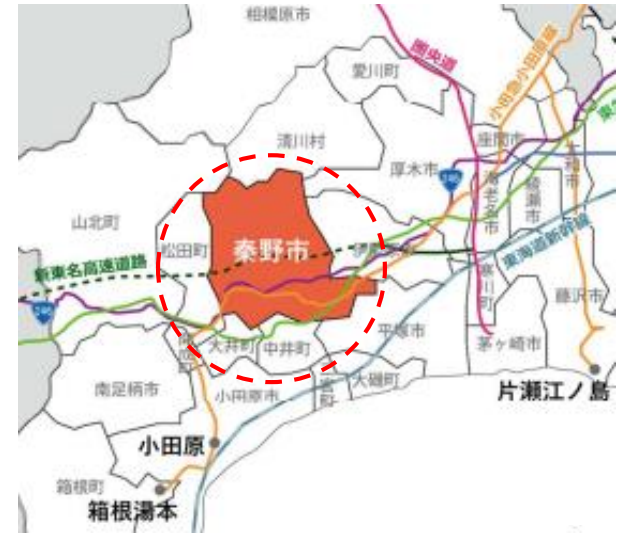 相模原市
愛川町
圏央道
小田急小田原線
清川村
厚木市
246
座間市
海老名市
綾瀬市
大和市
山北町
松田町
秦野市
新東名高速道路
東海道新幹線
寒川町
藤沢市
246
平塚市
茅ヶ崎市
大井町
中井町
二宮町
大磯町
南足柄市
小田原市
片瀬江ノ島
小田原
箱根町
箱根湯本